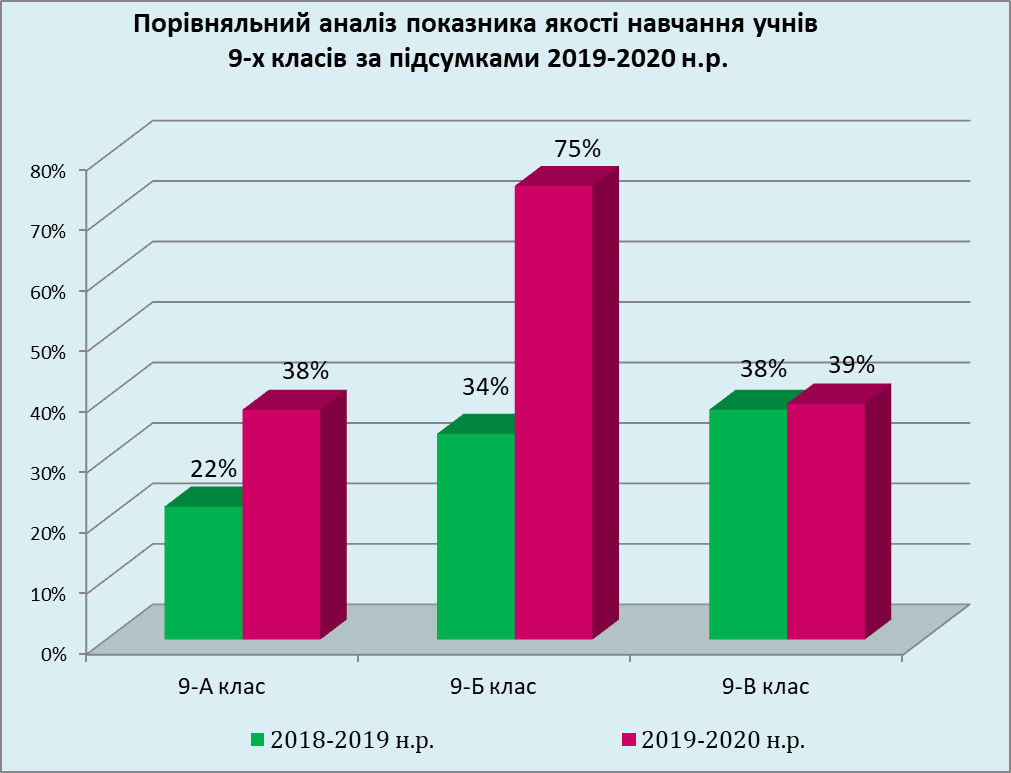 Порівняльний аналіз показника якості навчання учнів
9-х класів за підсумками 2019-2020 н.р.
80%
70%
60%
50%
40%
30%
20%
10%
0%
22%
38%
34%
75%
38%
39%
9-А клас
9-Б клас
9-В клас
2018-2019 н.р.
2019-2020 н.р.